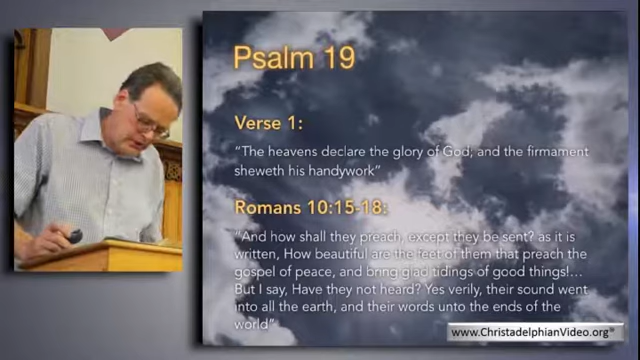 Psalm 19
Verse 1:
"The heavens declare the glory of God; and the firmament
sheweth his handywork"
Romans 10:15-18:
"And how shall they preach, except they be sent? as it is
written, How beautiful are the feet of them that preach the
gospel of peace, and bring glad tidings of good things!...
But I say, Have they not heard? Yes verily, their sound went
into all the earth, and their words unto the ends of the
world"
www.ChristadelphianVideo.org®